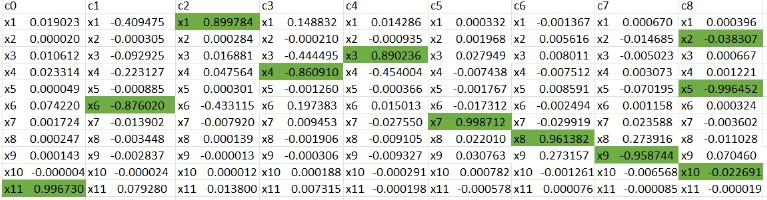 c0 c1 c2 c3 c4 c5 c6 c7 c8
x1 0.019023 x1 -0.409475 x1 0.899784 x1 0.148832 x1 0.014286 x1 0.000332 x1 -0.001367 x1 0.000670 x1 0.000396
x2 0.000020 x2 -0.000305 x2 0.000284 x2 -0.000210 x2 -0.000935 x2 0.001968 x2 0.005616 x2 -0.014685 x2 -0.038307
x3 0.010612 x3 -0.092925 x3 0.016881 x3 -0.444495 x3 0.890236 x3 0.027949 x3 0.008011 x3 -0.005023 x3 0.000667
x4 0.023314 x4 -0.223127 x4 0.047564 x4 -0.860910 x4 -0.454004 x4 -0.007438 x4 -0.007512 x4 0.003073 x4 0.001221
x5 0.000049 x5 -0.000885 x5 0.000301 x5 -0.001260 x5 -0.000366 x5 -0.001767 x5 0.008591 x5 -0.070195 x5 -0.996452
x6 0.074220 x6 -0.876020 x6 -0.433115 x6 0.197383 x6 0.015013 x6 -0.017312 x6 -0.002494 x6 0.001158 x6 0.000324
x7 0.001724 x7 -0.013902 x7 -0.007920 x7 0.009453 x7 -0.027550 x7 0.998712 x7 -0.029919 x7 0.023588 x7 -0.003602
x8 0.000247 x8 -0.003448 x8 0.000139 x8 -0.001906 x8 -0.009105 x8 0.022010 x8 0.961382 x8 0.273916 x8 -0.011028
x9 0.000143 x9 -0.002837 x9 -0.000013 x9 -0.000306 x9 -0.009327 x9 0.030763 x9 0.273157 x9 -0.958744 x9 0.070460
x10 -0.000004 x10 -0.000024 x10 0.000012 x10 0.000188 x10 -0.000291 x10 0.000782 x10 -0.001261 x10 -0.006568 x10 -0.022691
x11 0.996730 x11 0.079280 x11 0.013800 x11 0.007315 x11 -0.000198 x11 -0.000578 x11 0.000076 x11 -0.000085 x11 -0.000019